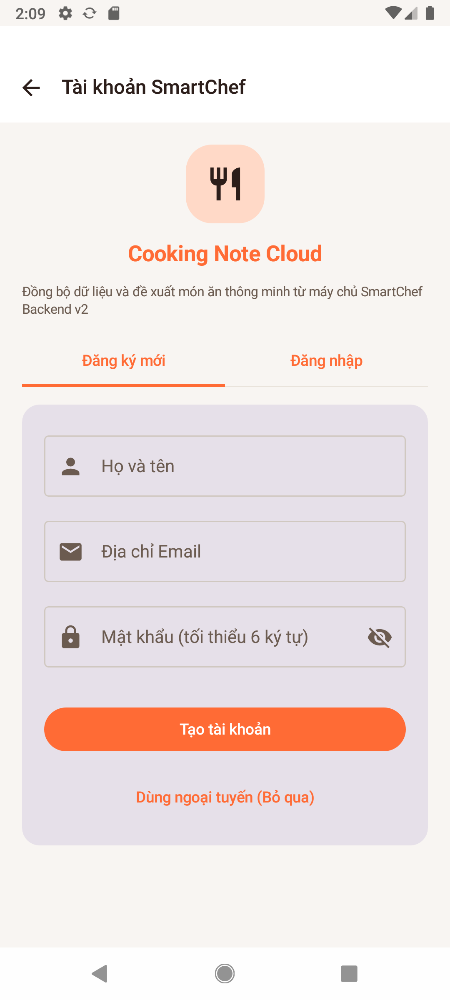 2:09
Tài khoản SmartChef
Cooking Note Cloud
Đồng bộ dữ liệu và đề xuất món ăn thông minh từ máy chủ SmartChef
Backend v2
Đăng ký mới
Đăng nhập
Họ và tên
Địa chỉ Email
Mật khẩu (tối thiểu 6 ký tự)
Tạo tài khoản
Dùng ngoại tuyến (Bỏ qua)